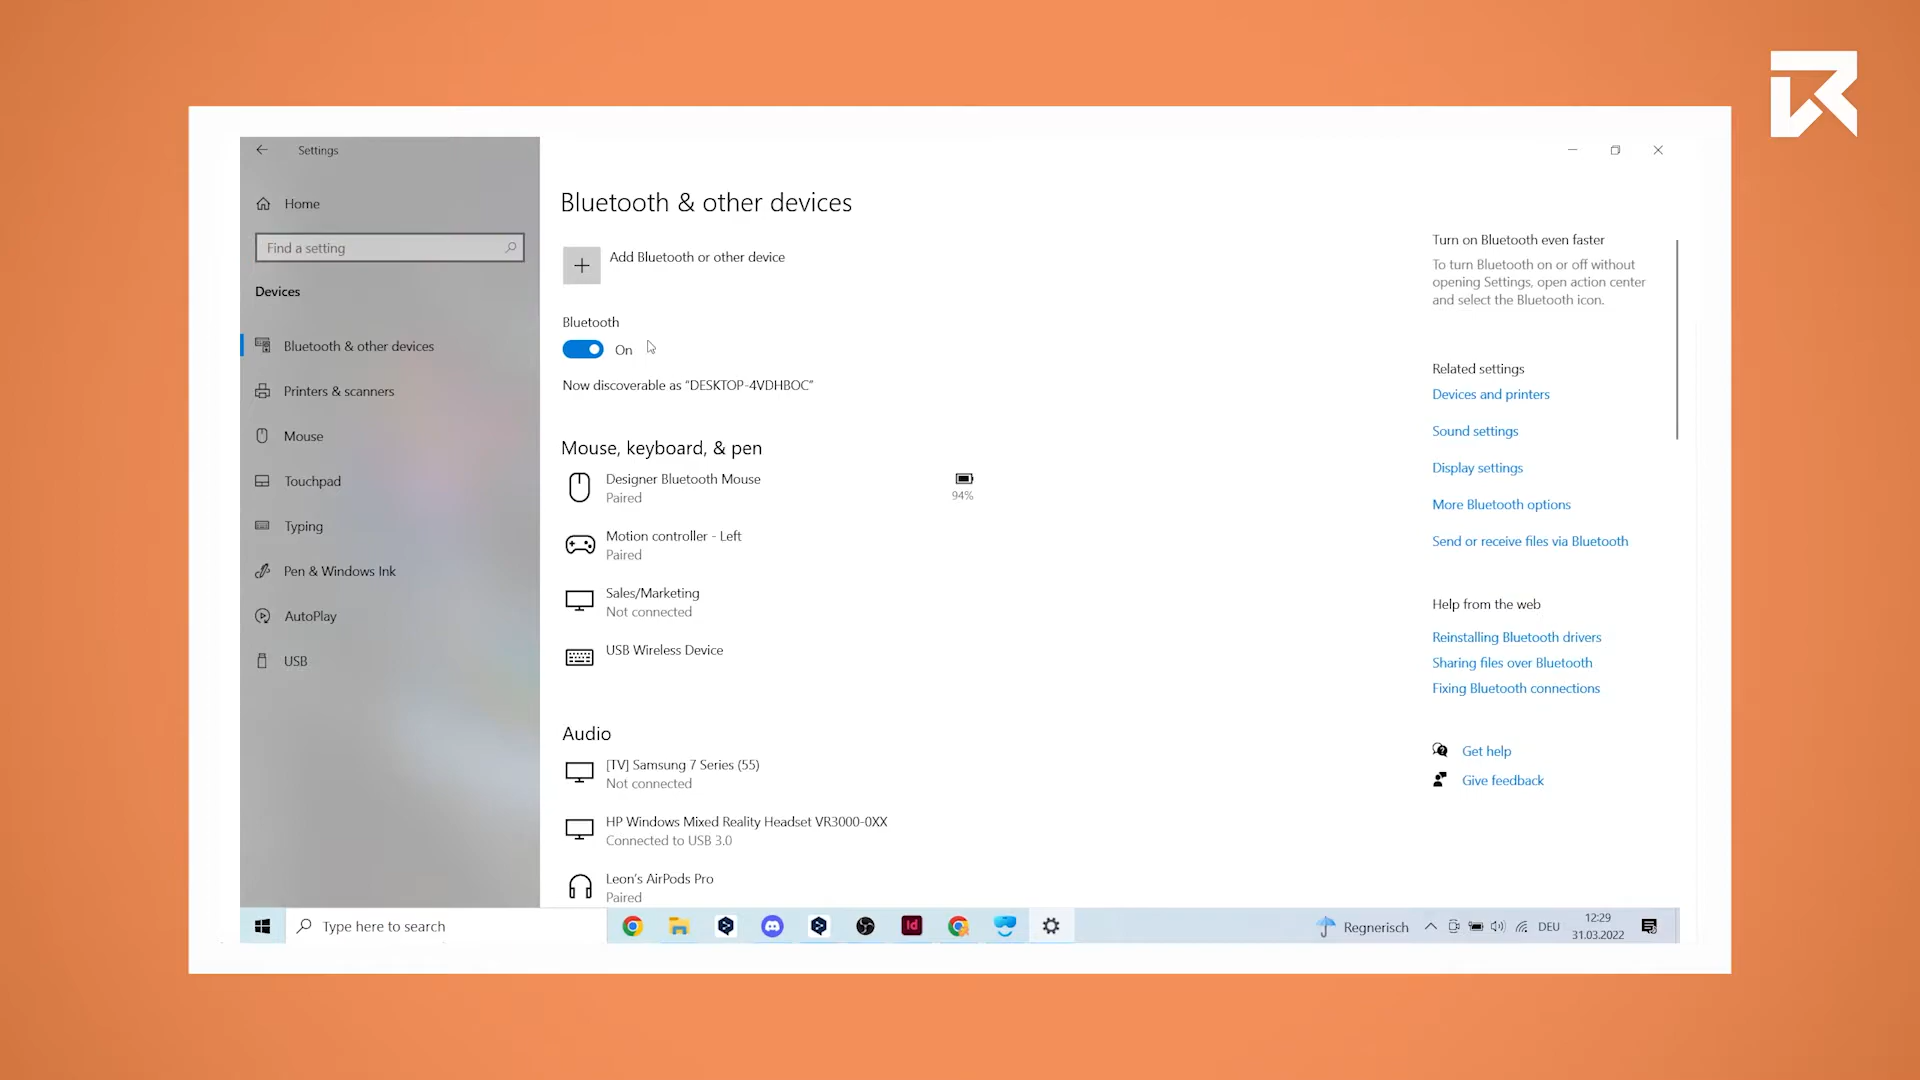 Settings
Home
Find a setting
Devices
Bluetooth & other devices
Printers & scanners
Mouse
Touchpad
Typing
Pen & Windows Ink
AutoPlay
USB
Bluetooth & other devices
Add Bluetooth or other device
Bluetooth
On
Now discoverable as “DESKTOP-4VDHBOC”
Mouse, keyboard, & pen
Designer Bluetooth Mouse
Paired
94%
Motion controller - Left
Paired
Sales/Marketing
Not connected
USB Wireless Device
Audio
[TV] Samsung 7 Series (55)
Not connected
HP Windows Mixed Reality Headset VR3000-0XX
Connected to USB 3.0
Leon’s AirPods Pro
Paired
Turn on Bluetooth even faster
To turn Bluetooth on or off without
opening Settings, open action center
and select the Bluetooth icon.
Related settings
Devices and printers
Sound settings
Display settings
More Bluetooth options
Send or receive files via Bluetooth
Help from the web
Reinstalling Bluetooth drivers
Sharing files over Bluetooth
Fixing Bluetooth connections
Get help
Give feedback
Type here to search
Id
Regnerisch
DEU
12:29
31.03.2022